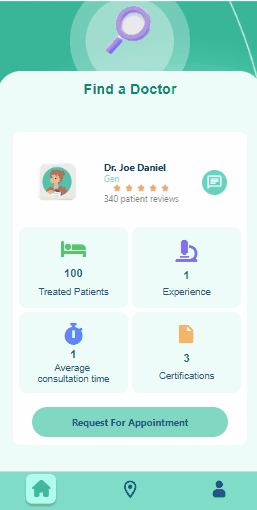 Find a Doctor
Dr. Joe Daniel
Gen
340 patient reviews
100
Treated Patients
1
Experience
1
Average
consultation time
3
Certifications
Request For Appointment